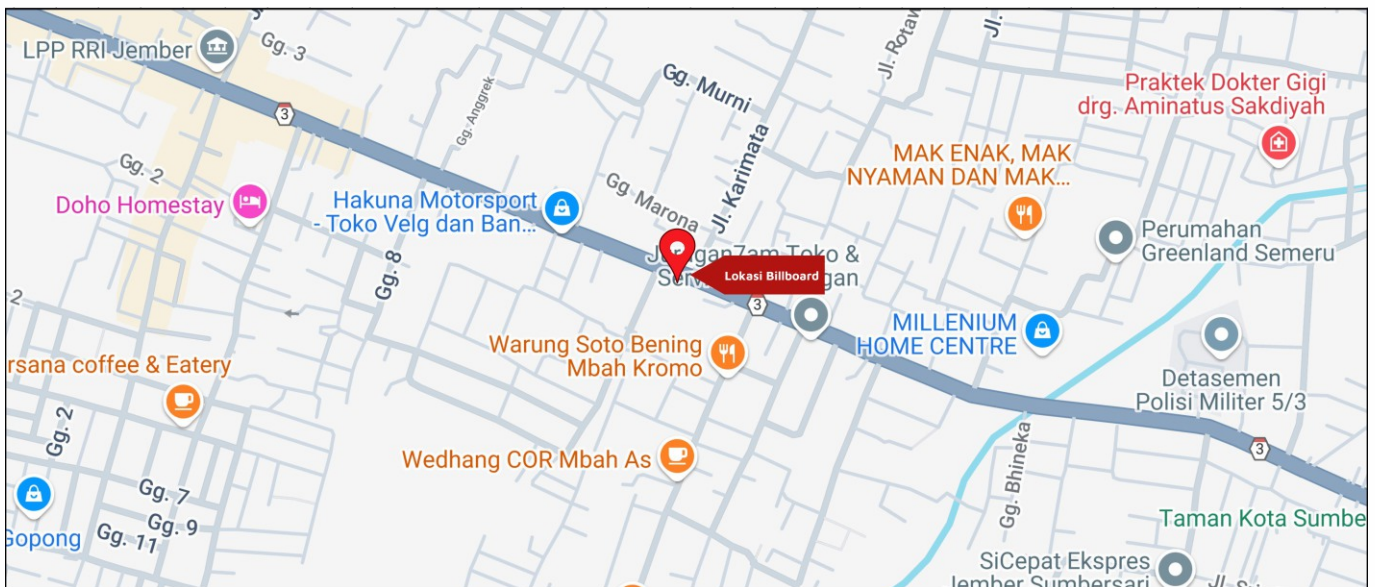 LPP RRI Jember
Gg. 3
Gg. Anggrek
Gg. Murni
Jl. Rotaw
Jl.
Praktek Dokter Gigi
drg. Aminatus Sakdiyah
3
Gg. 2
Doho Homestay
Hakuna Motorsport
- Toko Velg dan Ban...
Gg. Marona
Jl. Karimata
MAK ENAK, MAK
NYAMAN DAN MAK...
Perumahan
Greenland Semeru
Gg. 8
Toko &
Lokasi Billboard
3
2
rsana coffee & Eatery
Warung Soto Bening
Mbah Kromo
MILLENIUM
HOME CENTRE
Detasemen
Polisi Militer 5/3
Gg. 2
Wedhang COR Mbah As
3
Gg. Bhineka
Gg. 7
Gg. 9
Gg. 11
Gopong
Taman Kota Sumbe
SiCepat Ekspres
Jember Sumbersari